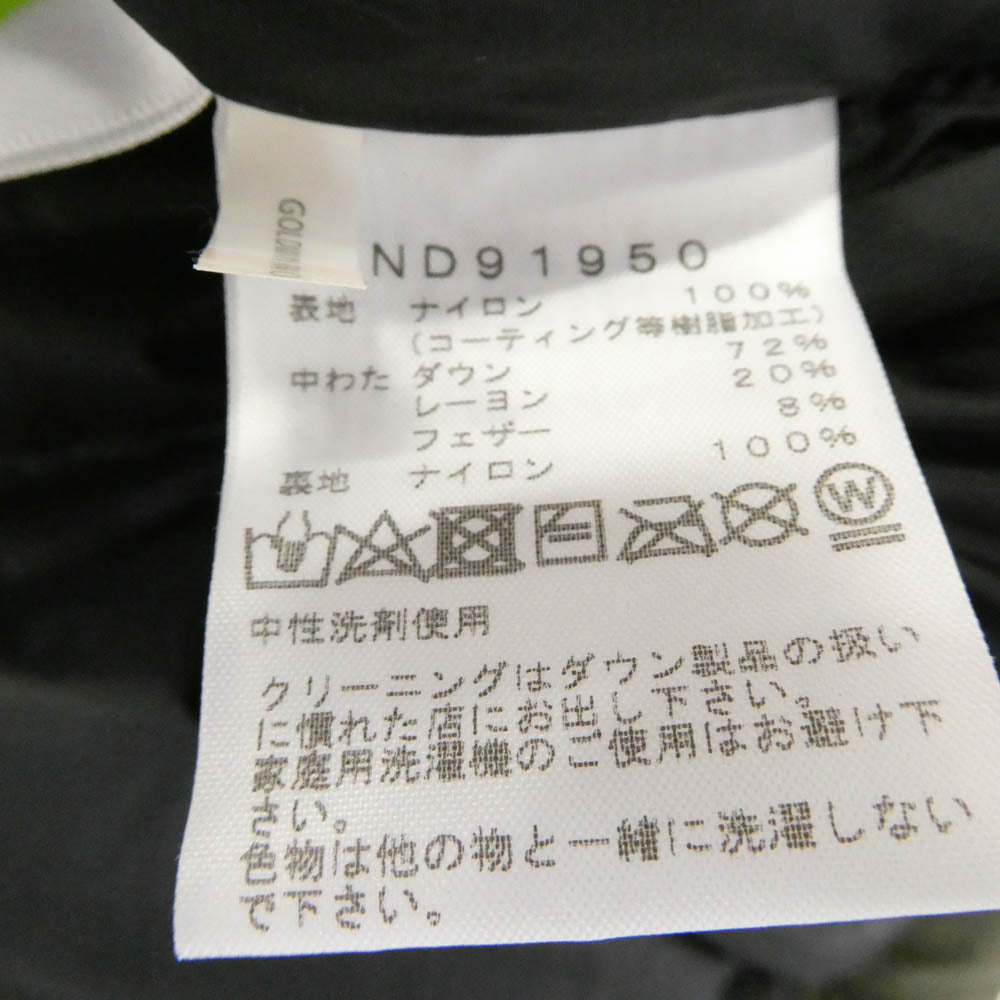 GOLDWIN
ND91950
表地 ナイロン 100%
(コーティング等樹脂加工)
中わた ダウン 72%
レーヨン 20%
フェザー 8%
裏地 ナイロン 100%
W
中性洗剤使用
クリーニングはダウン製品の扱い
に慣れた店にお出し下さい。
家庭用洗濯機のご使用はお避け下
さい。
色物は他の物と一緒に洗濯しない
で下さい。